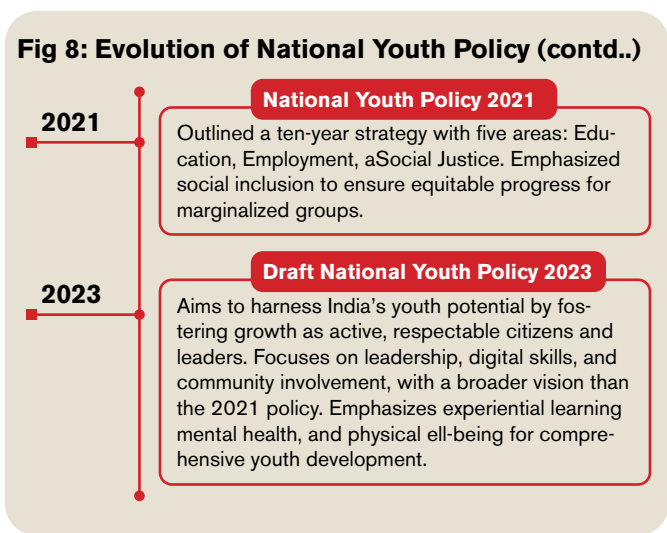 Fig 8: Evolution of National Youth Policy (contd..)
2021
National Youth Policy 2021
Outlined a ten-year strategy with five areas: Edu-
cation, Employment, aSocial Justice. Emphasized
social inclusion to ensure equitable progress for
marginalized groups.
2023
Draft National Youth Policy 2023
Aims to harness India's youth potential by fos-
tering growth as active, respectable citizens and
leaders. Focuses on leadership, digital skills, and
community involvement, with a broader vision than
the 2021 policy. Emphasizes experiential learning
mental health, and physical ell-being for compre-
hensive youth development.